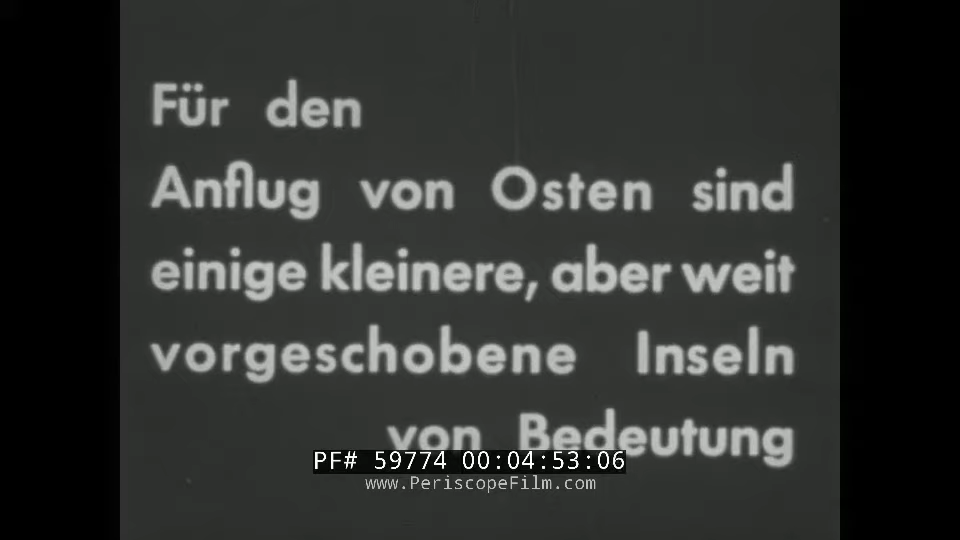 Für den
Anflug von Osten sind
einige kleinere, aber weit
vorgeschobene Inseln
von Bedeutung
PF# 59774 00:04:53:06
www.PeriscopeFilm.com